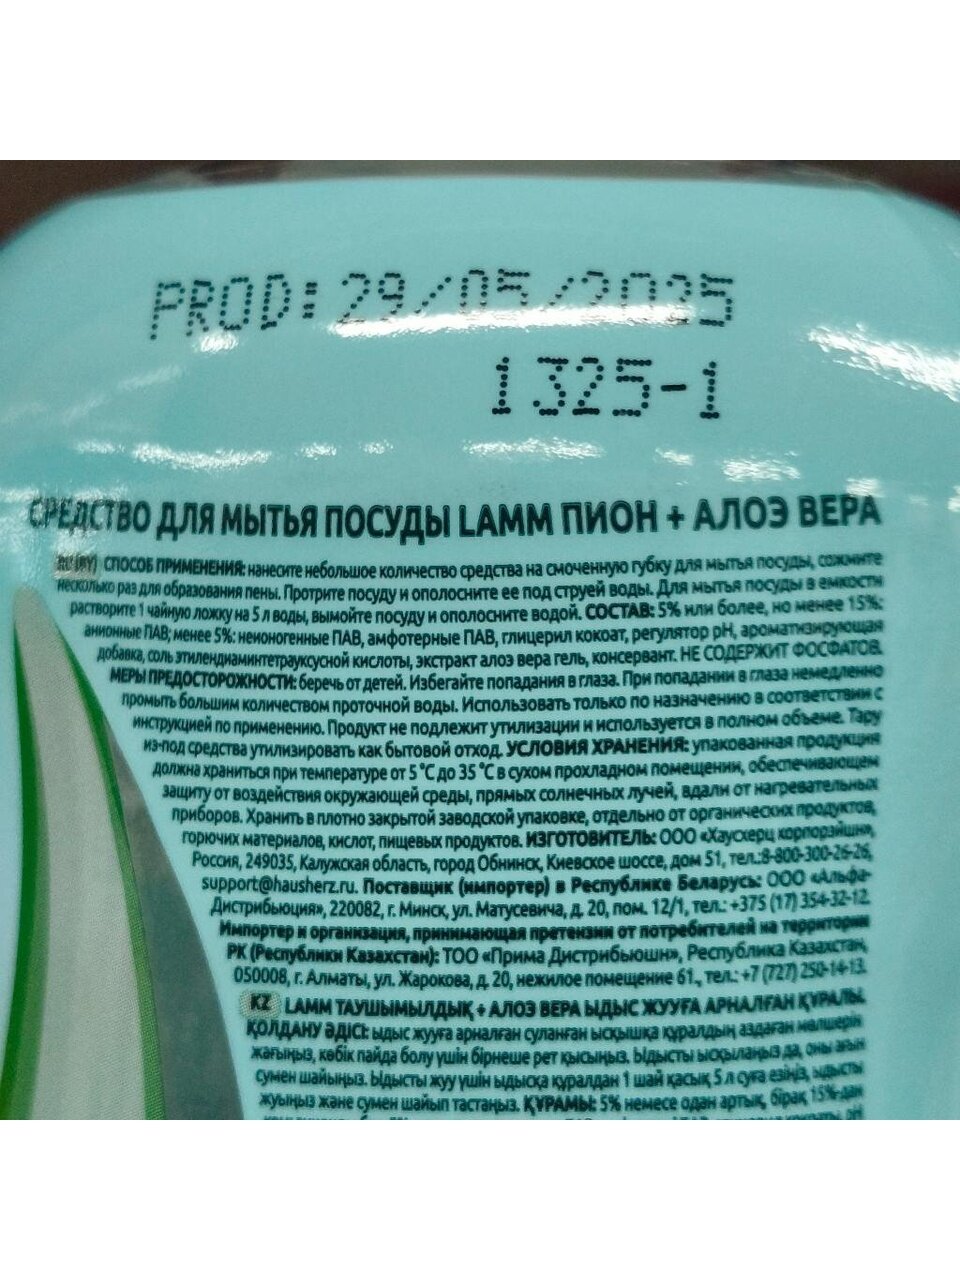 PROD: 29/05/2025
1325-1
СРЕДСТВО ДЛЯ МЫТЬЯ ПОСУДЫ LAMM ПИОН + АЛОЭ ВЕРА
RU (BY) СПОСОБ ПРИМЕНЕНИЯ: нанесите небольшое количество средства на смоченную губку для мытья посуды, сожмите
несколько раз для образования пены. Протрите посуду и ополосните ее под струей воды. Для мытья посуды в емкости
растворите 1 чайную ложку на 5 л воды, вымойте посуду и ополосните водой. СОСТАВ: 5% или более, но менее 15%:
анионные ПАВ; менее 5%: неионогенные ПАВ, амфотерные ПАВ, глицерил кокоат, регулятор pH, ароматизирующая
добавка, соль этилендиаминтетрауксусной кислоты, экстракт алоэ вера гель, консервант. НЕ СОДЕРЖИТ ФОСФАТОВ.
МЕРЫ ПРЕДОСТОРОЖНОСТИ: беречь от детей. Избегайте попадания в глаза. При попадании в глаза немедленно
промыть большим количеством проточной воды. Использовать только по назначению в соответствии с
инструкцией по применению. Продукт не подлежит утилизации и используется в полном объеме. Тару
из-под средства утилизировать как бытовой отход. УСЛОВИЯ ХРАНЕНИЯ: упакованная продукция
должна храниться при температуре от 5 °C до 35 °C в сухом прохладном помещении, обеспечивающем
защиту от воздействия окружающей среды, прямых солнечных лучей, вдали от нагревательных
приборов. Хранить в плотно закрытой заводской упаковке, отдельно от органических продуктов,
горючих материалов, кислот, пищевых продуктов. ИЗГОТОВИТЕЛЬ: ООО «Хаусхерц корпорэйшн»,
Россия, 249035, Калужская область, город Обнинск, Киевское шоссе, дом 51, тел.:8-800-300-26-26,
support@hausherz.ru. Поставщик (импортер) в Республике Беларусь: ООО «Альфа-
Дистрибьюция», 220082, г. Минск, ул. Матусевича, д. 20, пом. 12/1, тел.: +375 (17) 354-32-12.
Импортер и организация, принимающая претензии от потребителей на территории
РК (Республики Казахстан): ТОО «Прима Дистрибьюшн», Республика Казахстан,
050008, г. Алматы, ул. Жарокова, д. 20, нежилое помещение 61., тел.: +7 (727) 250-14-13.
KZ LAMM ТАУШЫМЫЛДЫҚ + АЛОЭ ВЕРА ЫДЫС ЖУУҒА АРНАЛҒАН ҚҰРАЛЫ.
ҚОЛДАНУ ӘДІСІ: ыдыс жууға арналған суланған ысқышқа құралдың аздаған мөлшерін
жағыңыз, көбік пайда болу үшін бірнеше рет қысыңыз. Ыдысты ысқылаңыз да, оны ағын
сумен шайыңыз. Ыдысты жуу үшін ыдысқа құралдан 1 шай қасық 5 л суға езіңіз, ыдысты
жуыңыз және сумен шайып тастаңыз. ҚҰРАМЫ: 5% немесе одан артық, бірақ 15%-дан